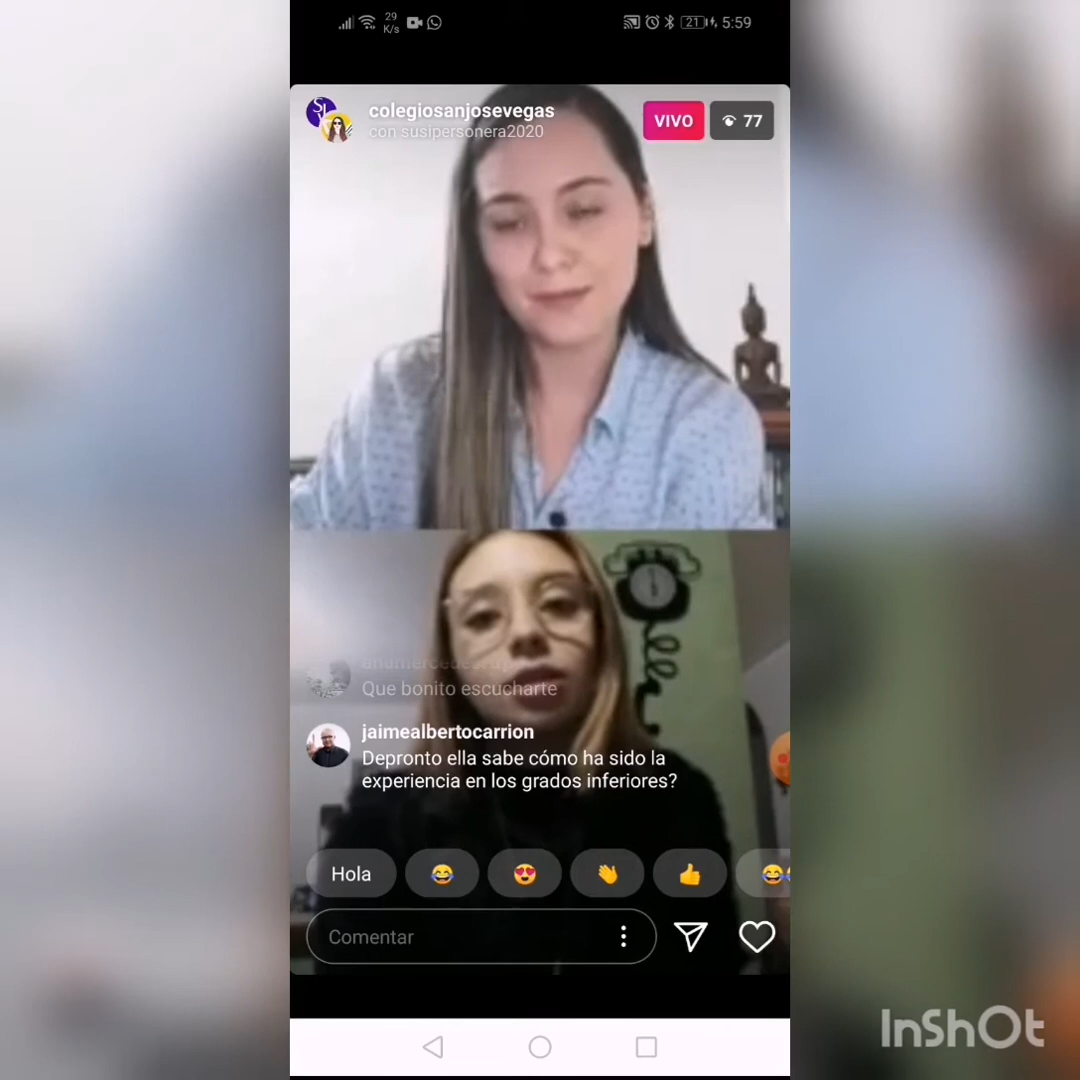 29
K/s
21
5:59
colegiosanjosevegas
con susipersonera2020
VIVO
77
Que bonito escucharte
jaimealbertocarrion
Depronto ella sabe cómo ha sido la
experiencia en los grados inferiores?
Hola
Comentar
InShOt